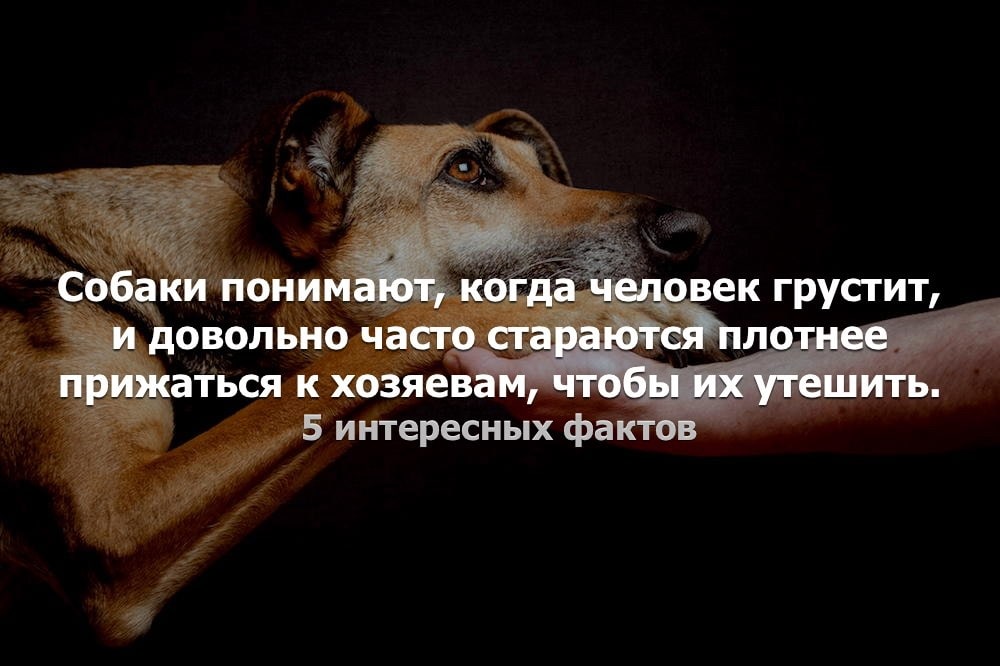 Собаки понимают, когда человек грустит,
и довольно часто стараются плотнее
прижаться к хозяевам, чтобы их утешить.
5 интересных фактов